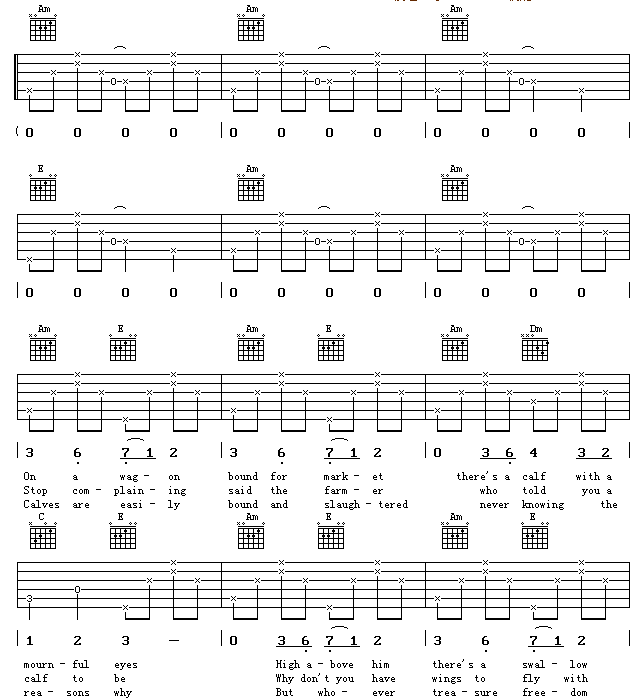 Am Am Am
( 0 0 0 0 | 0 0 0 0 | 0 0 0 0
E Am Am
| 0 0 0 0 | 0 0 0 0 | 0 0 0 0
Am E Am E Am Dm
| 3 6 7 1 2 | 3 6 7 1 2 | 0 3 6 4 3 2
On a wag - on bound for mark - et there's a calf with a
Stop com - plain - ing said the farm - er who told you a
Calves are easi - ly bound and slaugh - tered never knowing the
C E Am E Am E
3 0
| 1 2 3 — | 0 3 6 7 1 2 | 3 6 7 1 2
mourn - ful eyes High a - bove him there's a swal - low
calf to be Why don't you have wings to fly with
rea - sons why But who - ever trea - sure free - dom